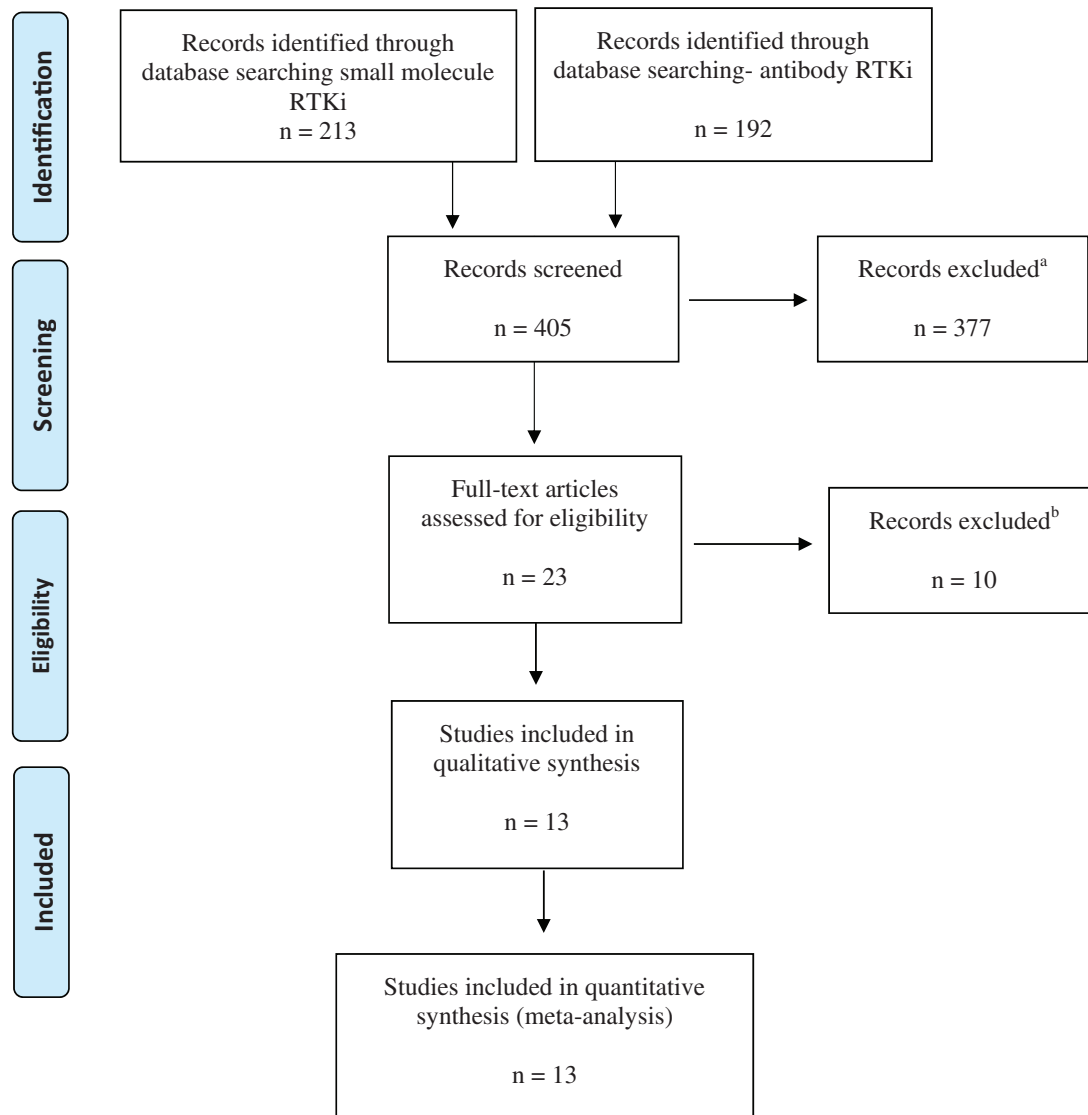 Identification
Records identified through
database searching small molecule
RTKi
n = 213
Records identified through
database searching- antibody RTKi
n = 192
Screening
Records screened
n = 405
Records excludedᵃ
n = 377
Eligibility
Full-text articles
assessed for eligibility
n = 23
Records excludedᵇ
n = 10
Included
Studies included in
qualitative synthesis
n = 13
Studies included in quantitative
synthesis (meta-analysis)
n = 13